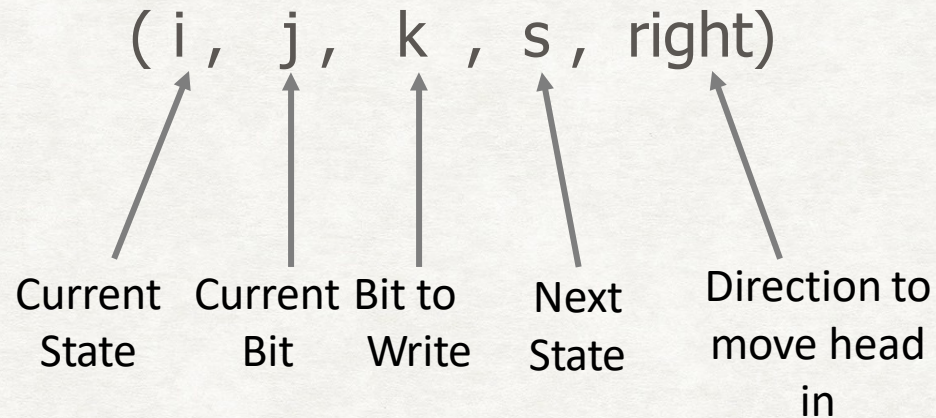 ( i , j , k , s , right)
Current State
Current Bit
Bit to Write
Next State
Direction to move head in